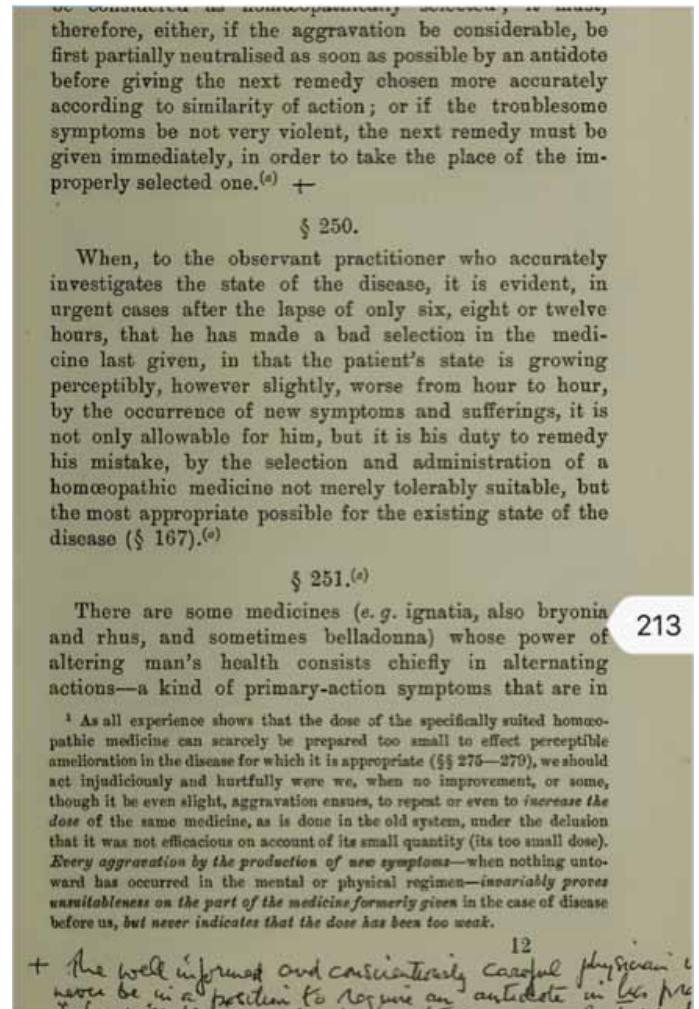 be considered as homœopathically selected; it must,
therefore, either, if the aggravation be considerable, be
first partially neutralised as soon as possible by an antidote
before giving the next remedy chosen more accurately
according to similarity of action; or if the troublesome
symptoms be not very violent, the next remedy must be
given immediately, in order to take the place of the im-
properly selected one.(a) +
§ 250.
When, to the observant practitioner who accurately
investigates the state of the disease, it is evident, in
urgent cases after the lapse of only six, eight or twelve
hours, that he has made a bad selection in the medi-
cine last given, in that the patient's state is growing
perceptibly, however slightly, worse from hour to hour,
by the occurrence of new symptoms and sufferings, it is
not only allowable for him, but it is his duty to remedy
his mistake, by the selection and administration of a
homœopathic medicine not merely tolerably suitable, but
the most appropriate possible for the existing state of the
disease (§ 167).(a)
§ 251.(a)
There are some medicines (e. g. ignatia, also bryonia
and rhus, and sometimes belladonna) whose power of
altering man's health consists chiefly in alternating
actions—a kind of primary-action symptoms that are in
213
¹ As all experience shows that the dose of the specifically suited homœo-
pathic medicine can scarcely be prepared too small to effect perceptible
amelioration in the disease for which it is appropriate (§§ 275—279), we should
act injudiciously and hurtfully were we, when no improvement, or some,
though it be even slight, aggravation ensues, to repeat or even to increase the
dose of the same medicine, as is done in the old system, under the delusion
that it was not efficacious on account of its small quantity (its too small dose).
Every aggravation by the production of new symptoms—when nothing unto-
ward has occurred in the mental or physical regimen—invariably proves
unsuitableness on the part of the medicine formerly given in the case of disease
before us, but never indicates that the dose has been too weak.
12
+ The well informed and conscientiously careful physician
never be in a position to require an antidote in his